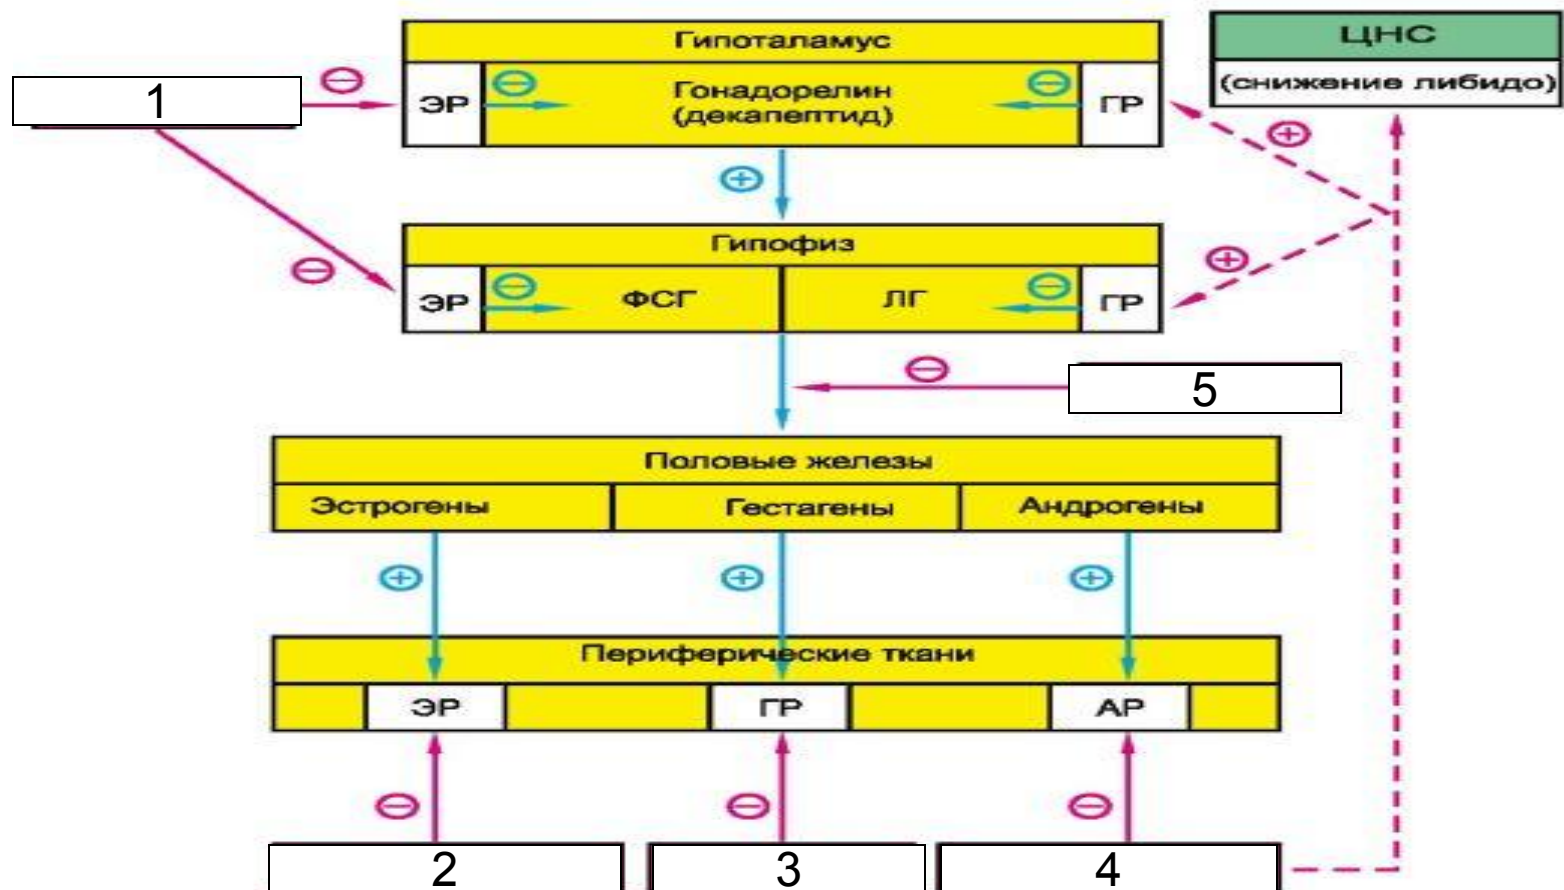 Гипоталамус
ЦНС
(снижение либидо)
1
ЭР
Гонадорелин
(декапептид)
ГР
Гипофиз
ЭР
ФСГ
ЛГ
ГР
5
Половые железы
Эстрогены
Гестагены
Андрогены
Периферические ткани
ЭР
ГР
АР
2
3
4